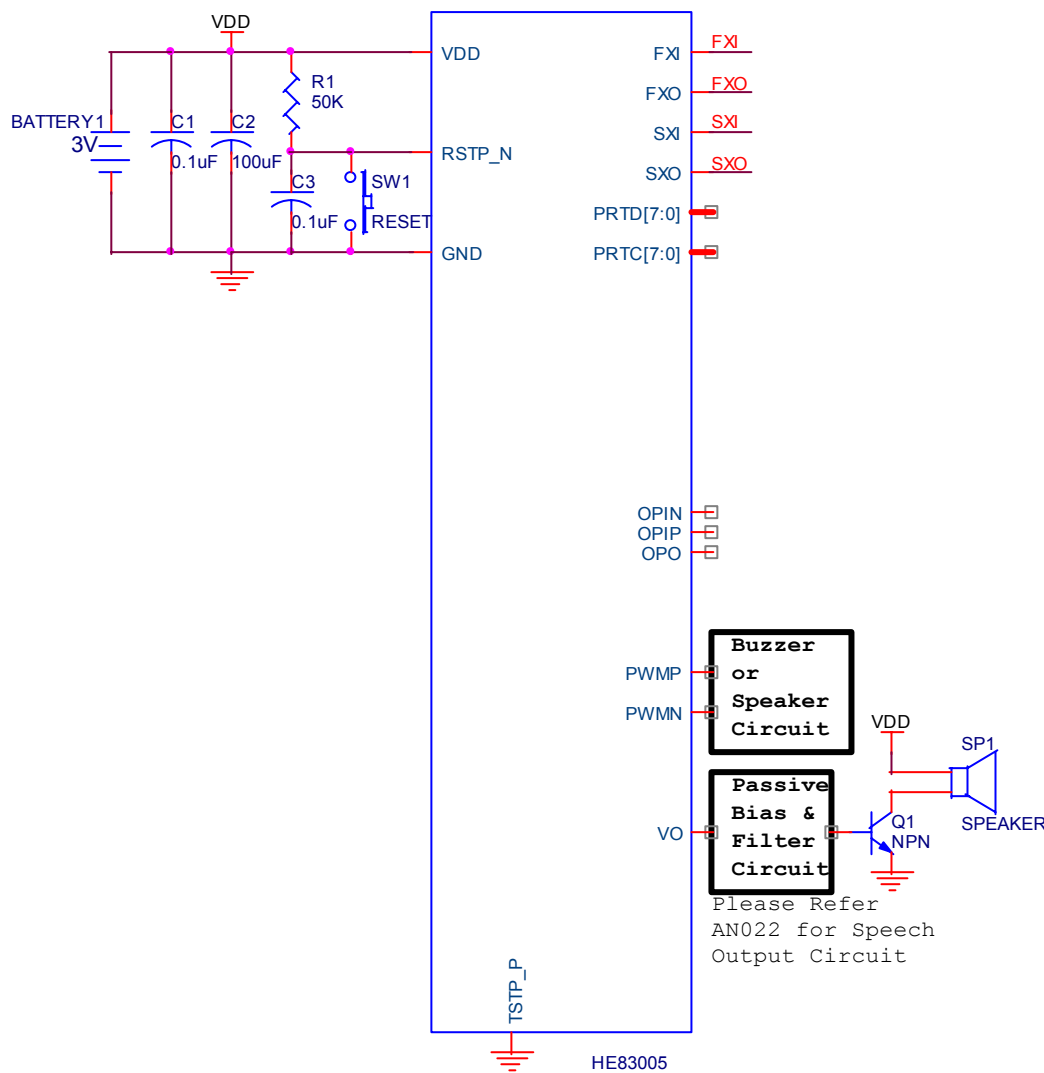 VDD
BATTERY1
3V
C1
0.1uF
C2
100uF
R1
50K
C3
0.1uF
SW1
RESET
VDD
RSTP_N
GND
FXI
FXI
FXO
FXO
SXI
SXI
SXO
SXO
PRTD[7:0]
PRTC[7:0]
OPIN
OPIP
OPO
PWMP
PWMN
Buzzer
or
Speaker
Circuit
VO
Passive
Bias &
Filter
Circuit
VDD
SP1
SPEAKER
Q1
NPN
Please Refer
AN022 for Speech
Output Circuit
TSTP_P
HE83005